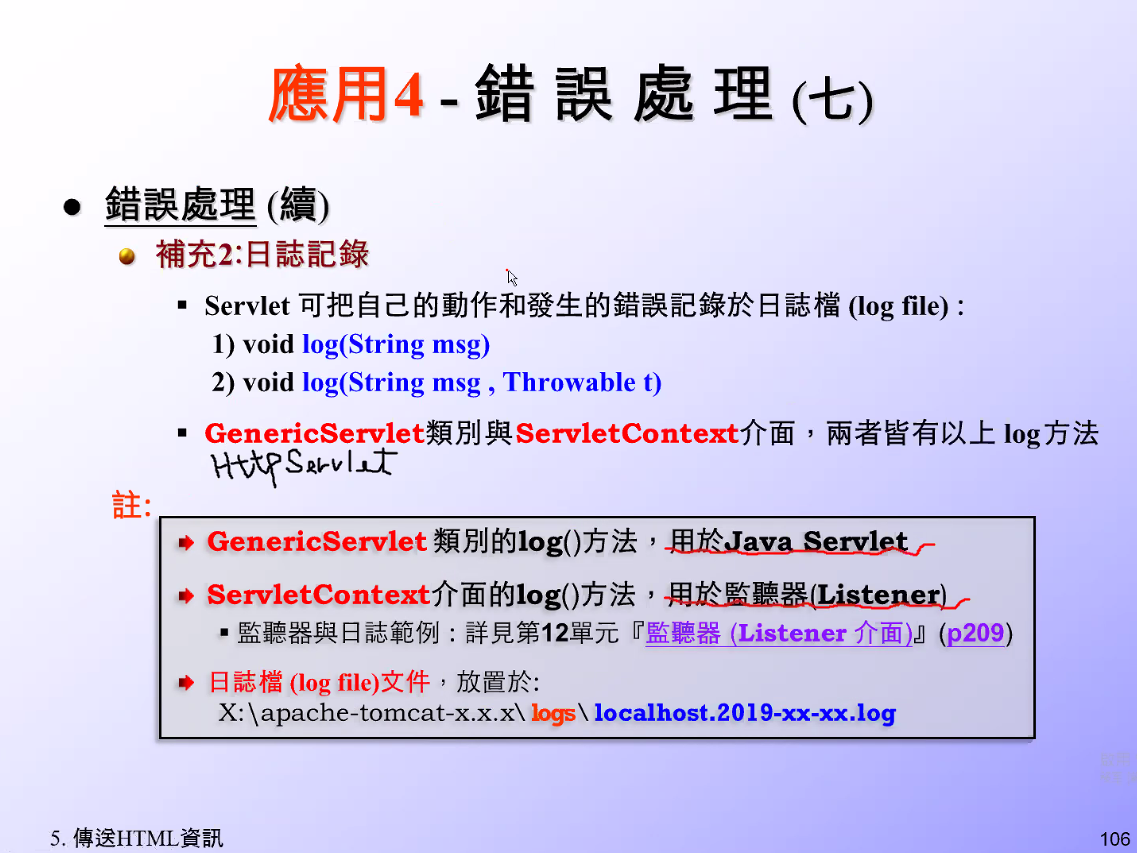 應用4 - 錯 誤 處 理 (七)
● 錯誤處理 (續)
補充2:日誌記錄
▪ Servlet 可把自己的動作和發生的錯誤記錄於日誌檔 (log file) :
1) void log(String msg)
2) void log(String msg , Throwable t)
▪ GenericServlet類別與ServletContext介面，兩者皆有以上 log方法
HttpServlet
註:
GenericServlet 類別的log()方法，用於Java Servlet
ServletContext介面的log()方法，用於監聽器(Listener)
▪ 監聽器與日誌範例 : 詳見第12單元『監聽器 (Listener 介面)』(p209)
日誌檔 (log file)文件，放置於:
X:\apache-tomcat-x.x.x\logs\localhost.2019-xx-xx.log
5. 傳送HTML資訊
106